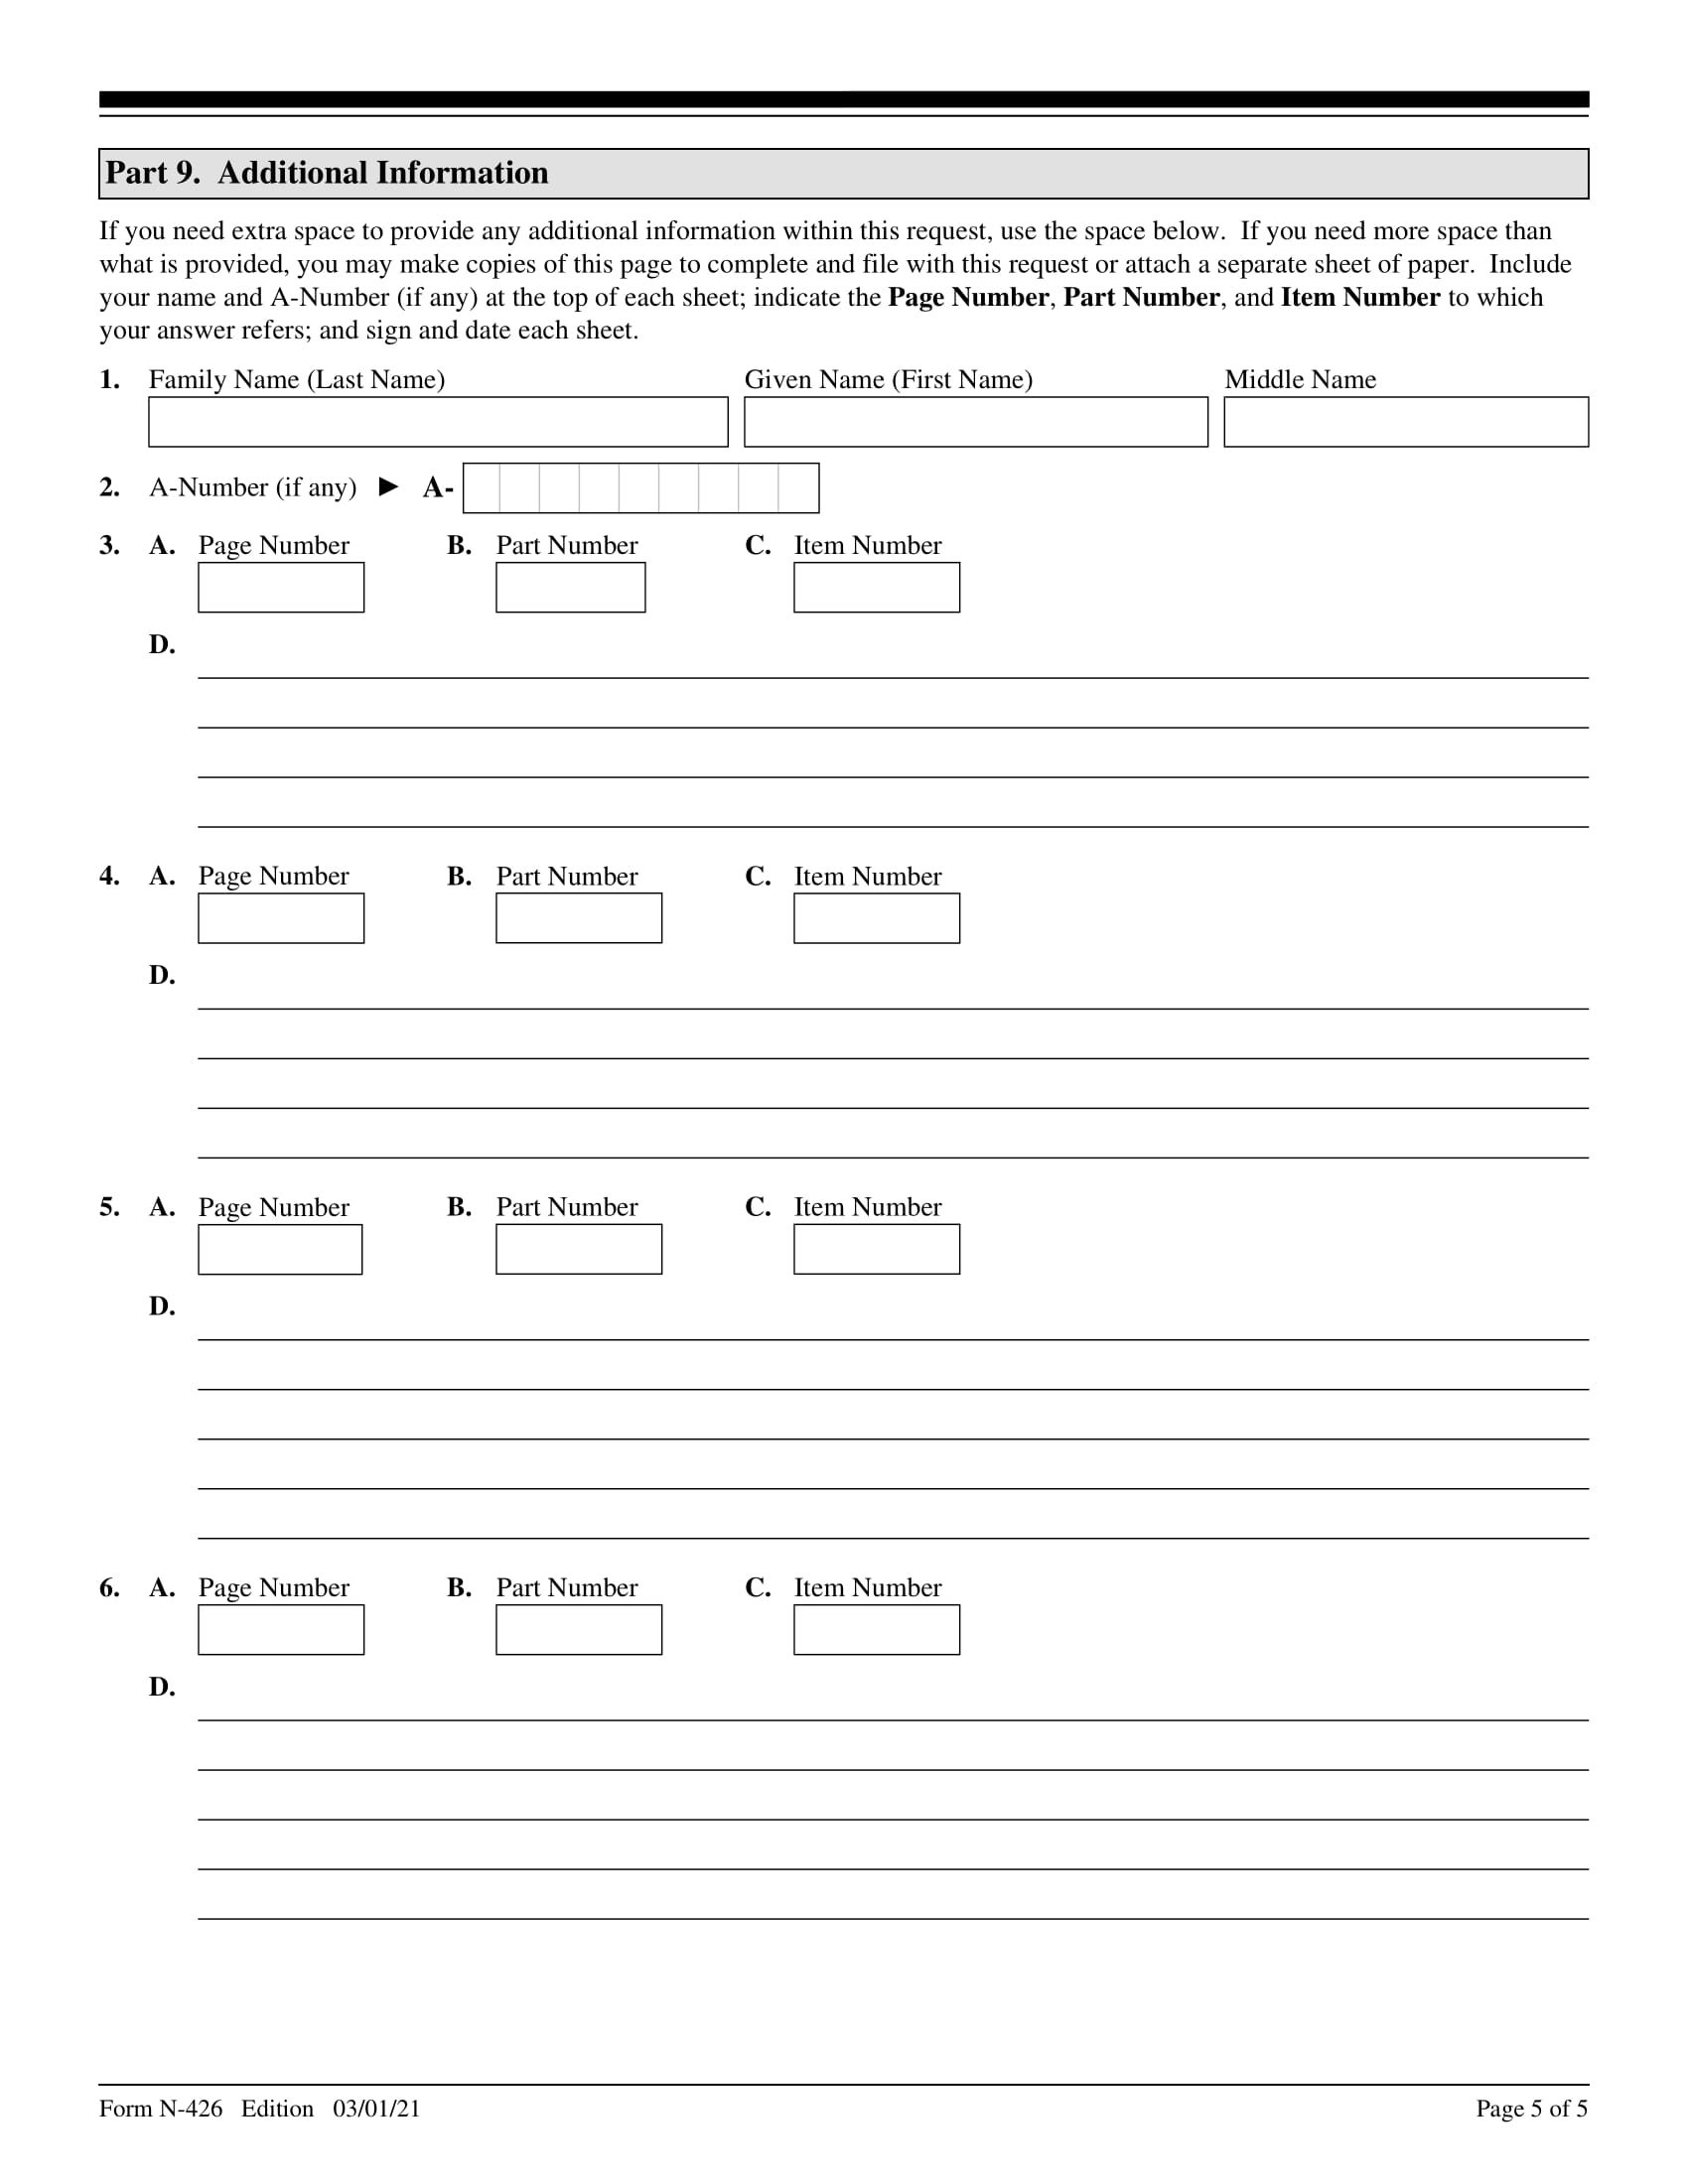 Part 9.  Additional Information
If you need extra space to provide any additional information within this request, use the space below.  If you need more space than
what is provided, you may make copies of this page to complete and file with this request or attach a separate sheet of paper.  Include
your name and A-Number (if any) at the top of each sheet; indicate the Page Number, Part Number, and Item Number to which
your answer refers; and sign and date each sheet.
1. Family Name (Last Name) Given Name (First Name) Middle Name
2. A-Number (if any) ► A-
3. A. Page Number B. Part Number C. Item Number
D.
4. A. Page Number B. Part Number C. Item Number
D.
5. A. Page Number B. Part Number C. Item Number
D.
6. A. Page Number B. Part Number C. Item Number
D.
Form N-426 Edition 03/01/21 Page 5 of 5